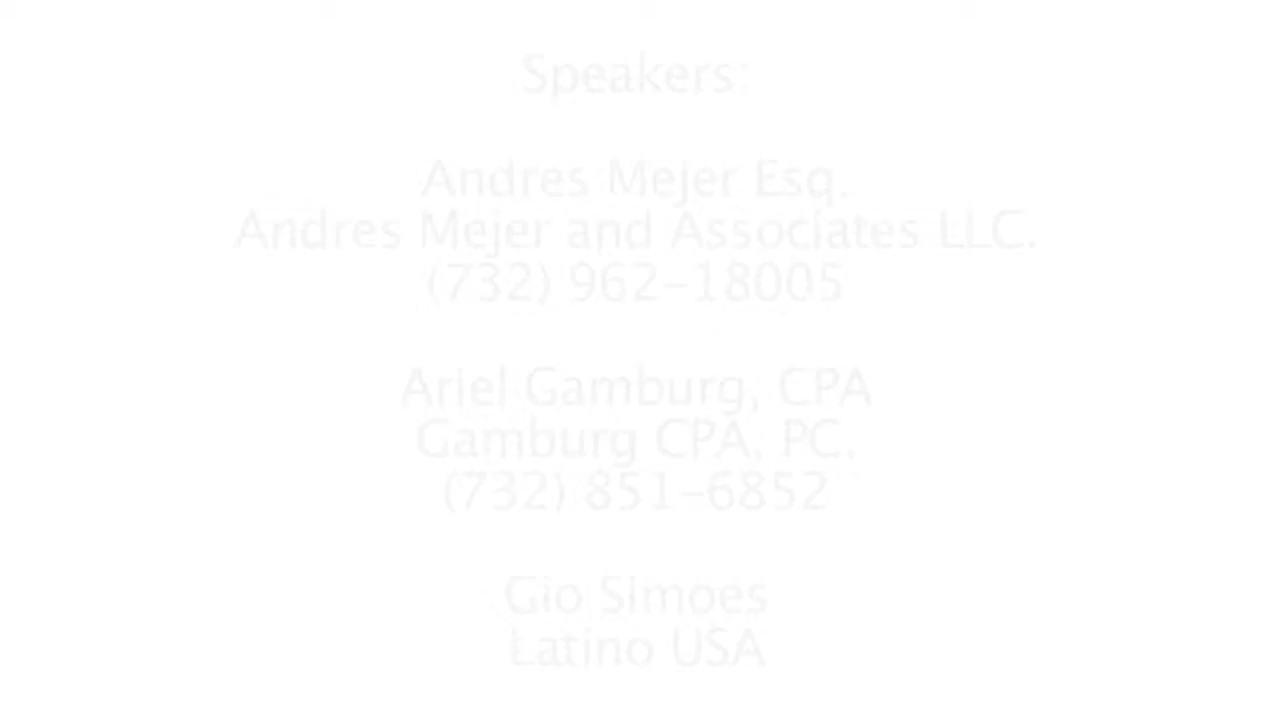 Speakers:
Andres Mejer Esq.
Andres Mejer and Associates LLC.
(732) 962-18005
Ariel Gamburg, CPA
Gamburg CPA, PC.
(732) 851-6852
Gio Simoes
Latino USA